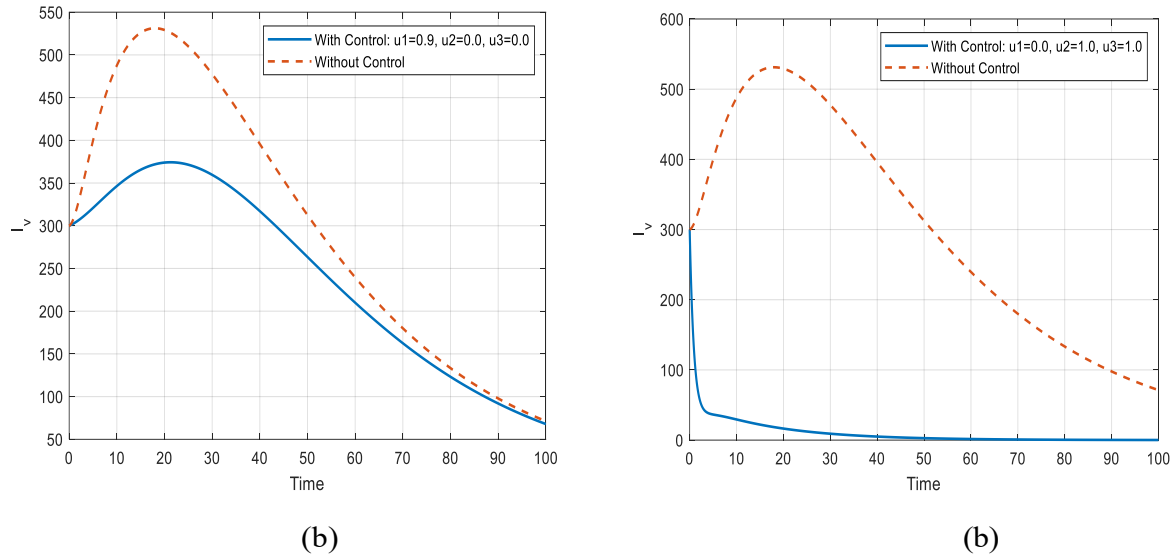 550
500
450
400
350
300
250
200
150
100
50
I_v
0 10 20 30 40 50 60 70 80 90 100
Time
With Control: u1=0.9, u2=0.0, u3=0.0
Without Control
(b)
600
500
400
300
200
100
0
I_v
0 10 20 30 40 50 60 70 80 90 100
Time
With Control: u1=0.0, u2=1.0, u3=1.0
Without Control
(b)